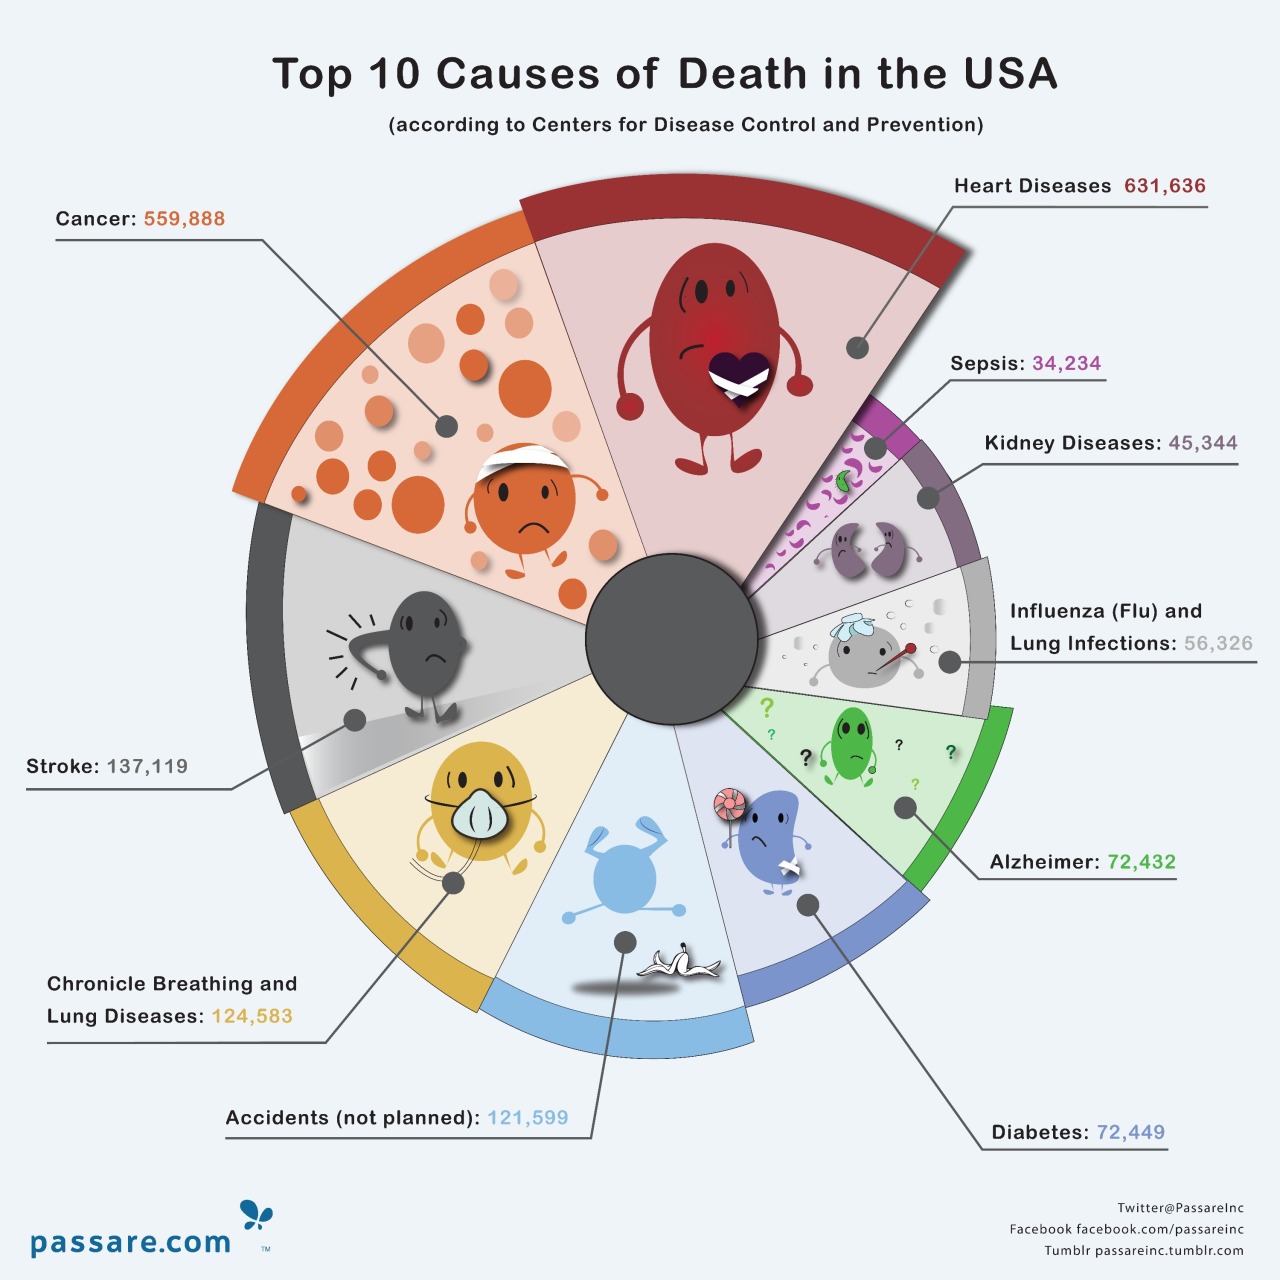 Top 10 Causes of Death in the USA
(according to Centers for Disease Control and Prevention)
Heart Diseases 631,636
Cancer: 559,888
Sepsis: 34,234
Kidney Diseases: 45,344
Influenza (Flu) and
Lung Infections: 56,326
? ? ? ? ? ?
Stroke: 137,119
Alzheimer: 72,432
Chronicle Breathing and
Lung Diseases: 124,583
Accidents (not planned): 121,599
Diabetes: 72,449
passare.com TM
Twitter@PassareInc
Facebook facebook.com/passareinc
Tumblr passareinc.tumblr.com